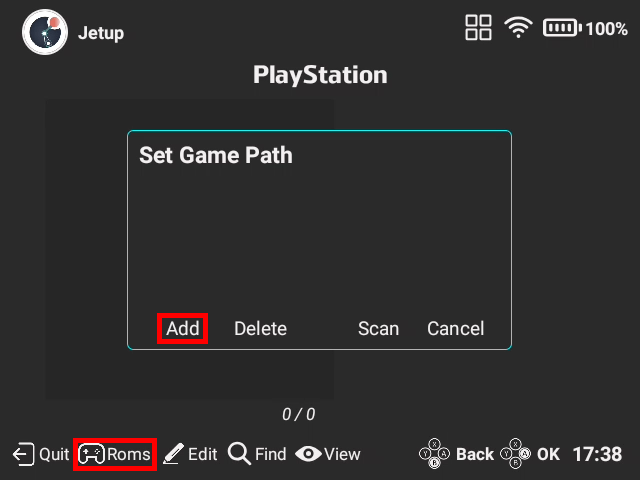 Jetup 100%
PlayStation
Set Game Path
Add Delete Scan Cancel
0 / 0
Quit Roms Edit Find View Back OK 17:38